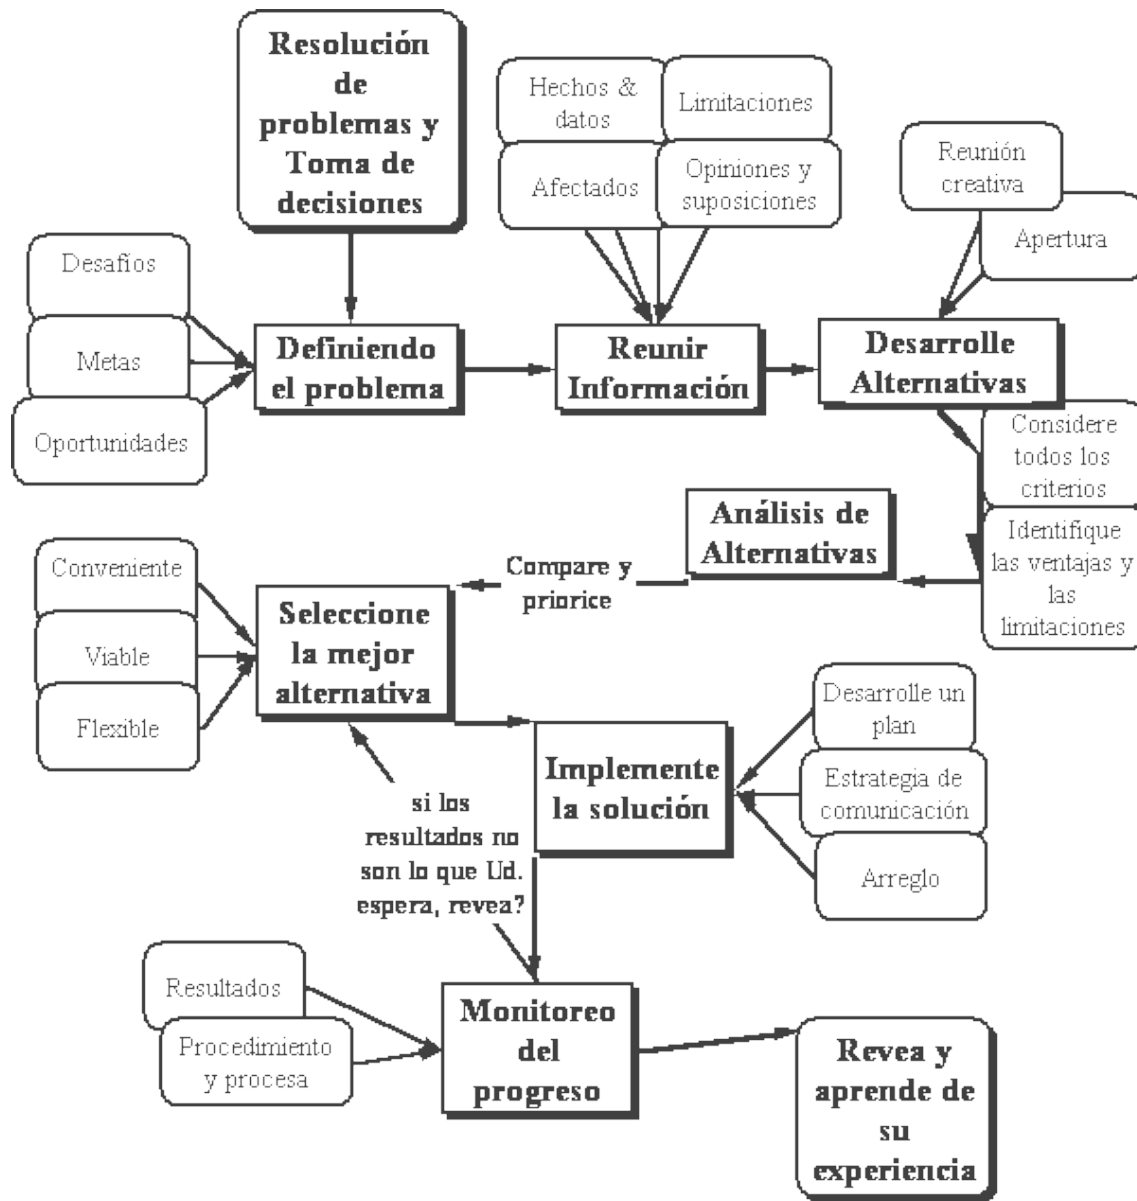 Resolución
de
problemas y
Toma de
decisiones
Hechos &
datos
Limitaciones
Afectados
Opiniones y
suposiciones
Reunión
creativa
Apertura
Desafíos
Metas
Oportunidades
Definiendo
el problema
Reunir
Información
Desarrolle
Alternativas
Considere
todos los
criterios
Identifique
las ventajas y
las
limitaciones
Análisis de
Alternativas
Compare y
priorice
Conveniente
Viable
Flexible
Seleccione
la mejor
alternativa
Implemente
la solución
Desarrolle un
plan
Estrategia de
comunicación
Arreglo
si los
resultados no
son lo que Ud.
espera, revea?
Resultados
Procedimiento
y procesa
Monitoreo
del
progreso
Revea y
aprende de
su
experiencia